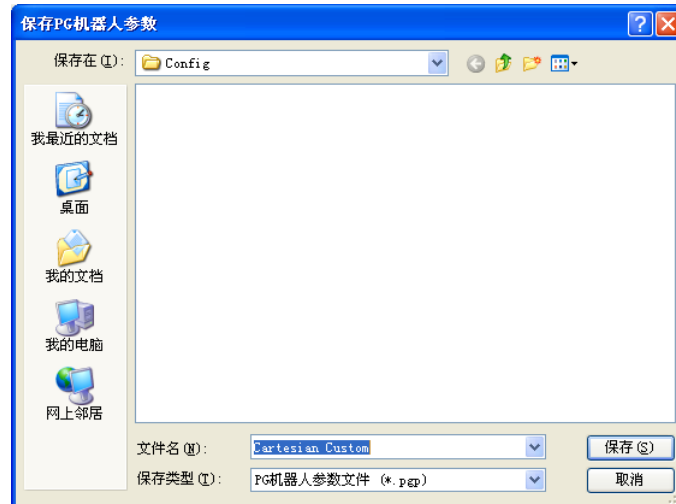 保存PG机器人参数
保存在(I):
Config
我最近的文档
桌面
我的文档
我的电脑
网上邻居
文件名(N):
Cartesian Custom
保存(S)
保存类型(T):
PG机器人参数文件 (*.pgp)
取消